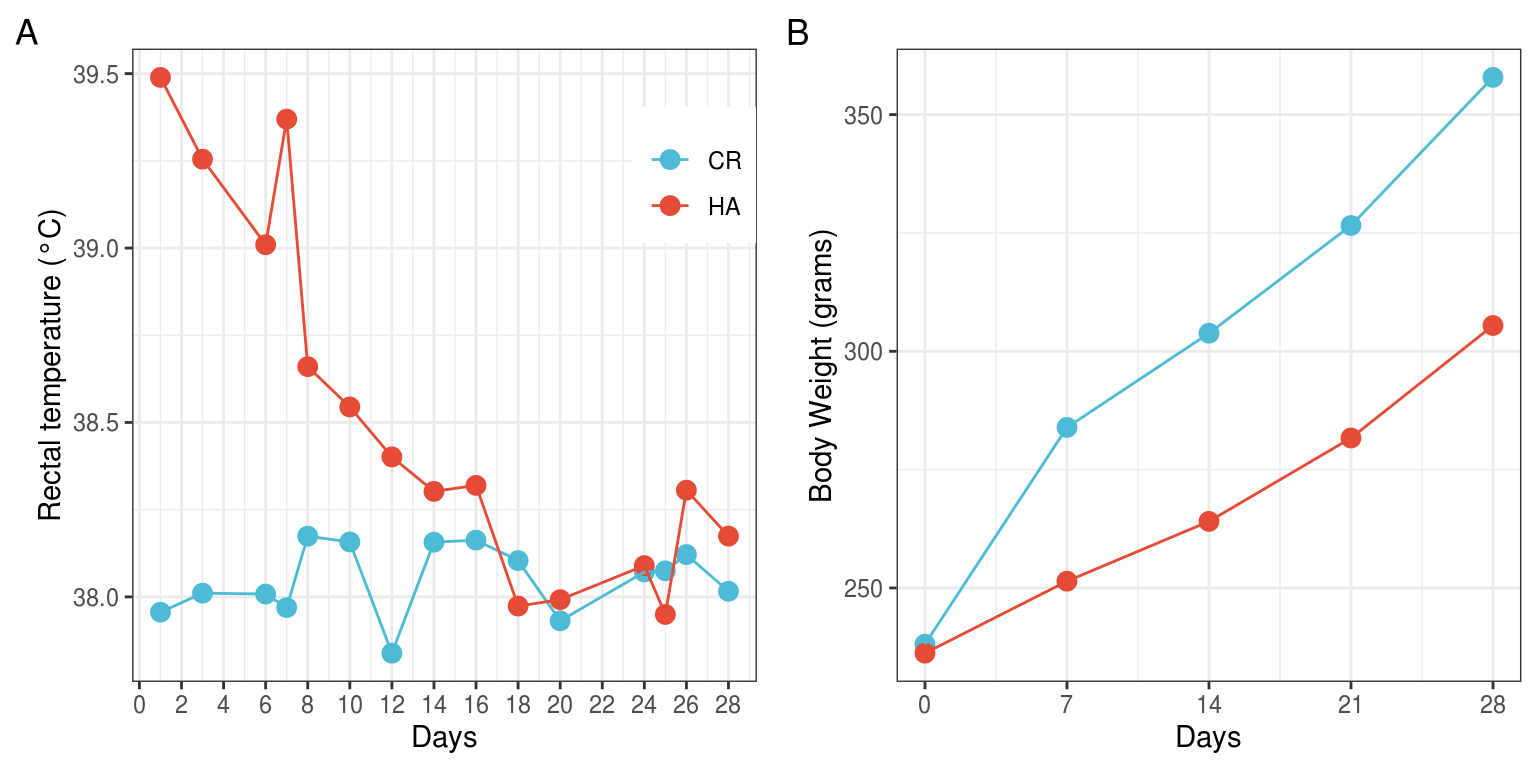 A
39.5
39.0
38.5
38.0
Rectal temperature (°C)
CR
HA
0 2 4 6 8 10 12 14 16 18 20 22 24 26 28
Days
B
350
300
250
Body Weight (grams)
0 7 14 21 28
Days